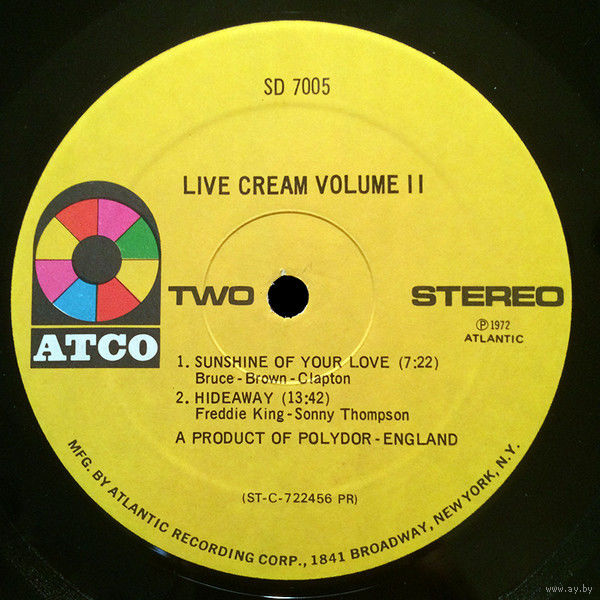 SD 7005
LIVE CREAM VOLUME II
TWO
STEREO
ATCO
℗ 1972
ATLANTIC
1. SUNSHINE OF YOUR LOVE (7:22)
Bruce-Brown-Clapton
2. HIDEAWAY (13:42)
Freddie King-Sonny Thompson
A PRODUCT OF POLYDOR-ENGLAND
(ST-C-722456 PR)
MFG. BY ATLANTIC RECORDING CORP., 1841 BROADWAY, NEW YORK, N.Y.
www.ay.by